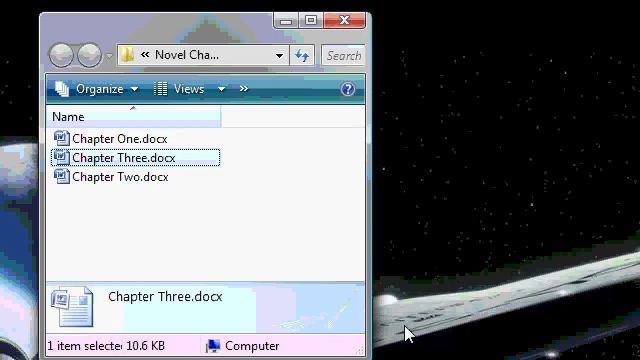 « Novel Cha...
Search
Organize
Views
»
?
Name
Chapter One.docx
Chapter Three.docx
Chapter Two.docx
Chapter Three.docx
1 item selecte 10.6 KB
Computer